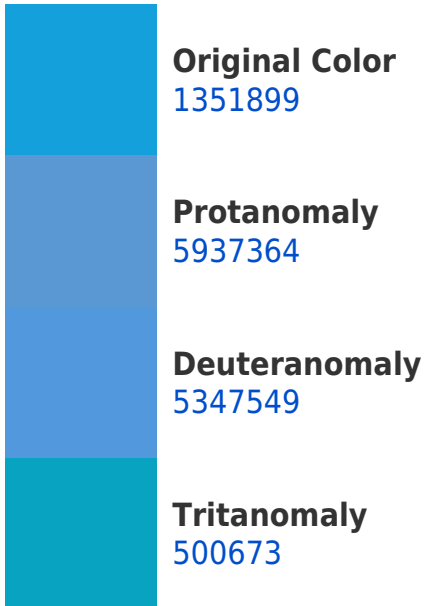 Original Color
1351899
Protanomaly
5937364
Deuteranomaly
5347549
Tritanomaly
500673